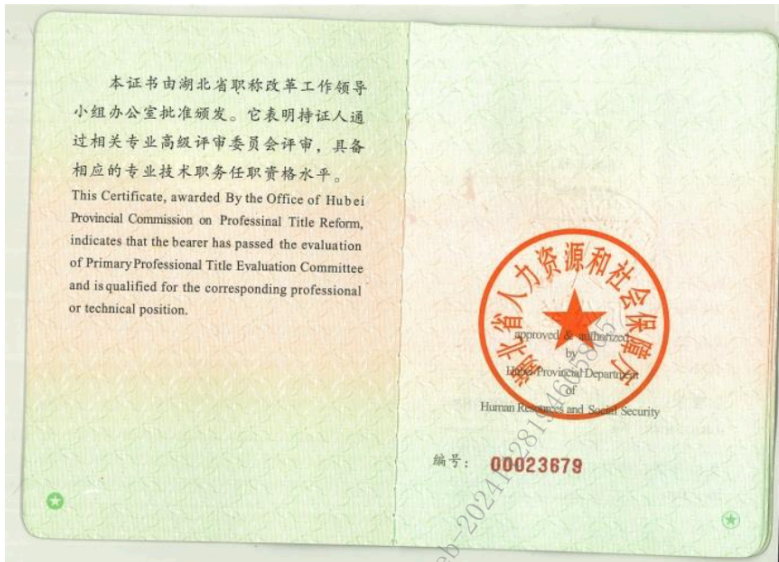 本证书由湖北省职称改革工作领导
小组办公室批准颁发。它表明持证人通
过相关专业高级评审委员会评审，具备
相应的专业技术职务任职资格水平。
This Certificate, awarded By the Office of Hubei
Provincial Commission on Professinal Title Reform,
indicates that the bearer has passed the evaluation
of Primary Professional Title Evaluation Committee
and is qualified for the corresponding professional
or technical position.
湖北省人力资源和社会保障厅
approved & authorized
by
Hubei Provincial Department
of
Human Resources and Social Security
编号： 00023679